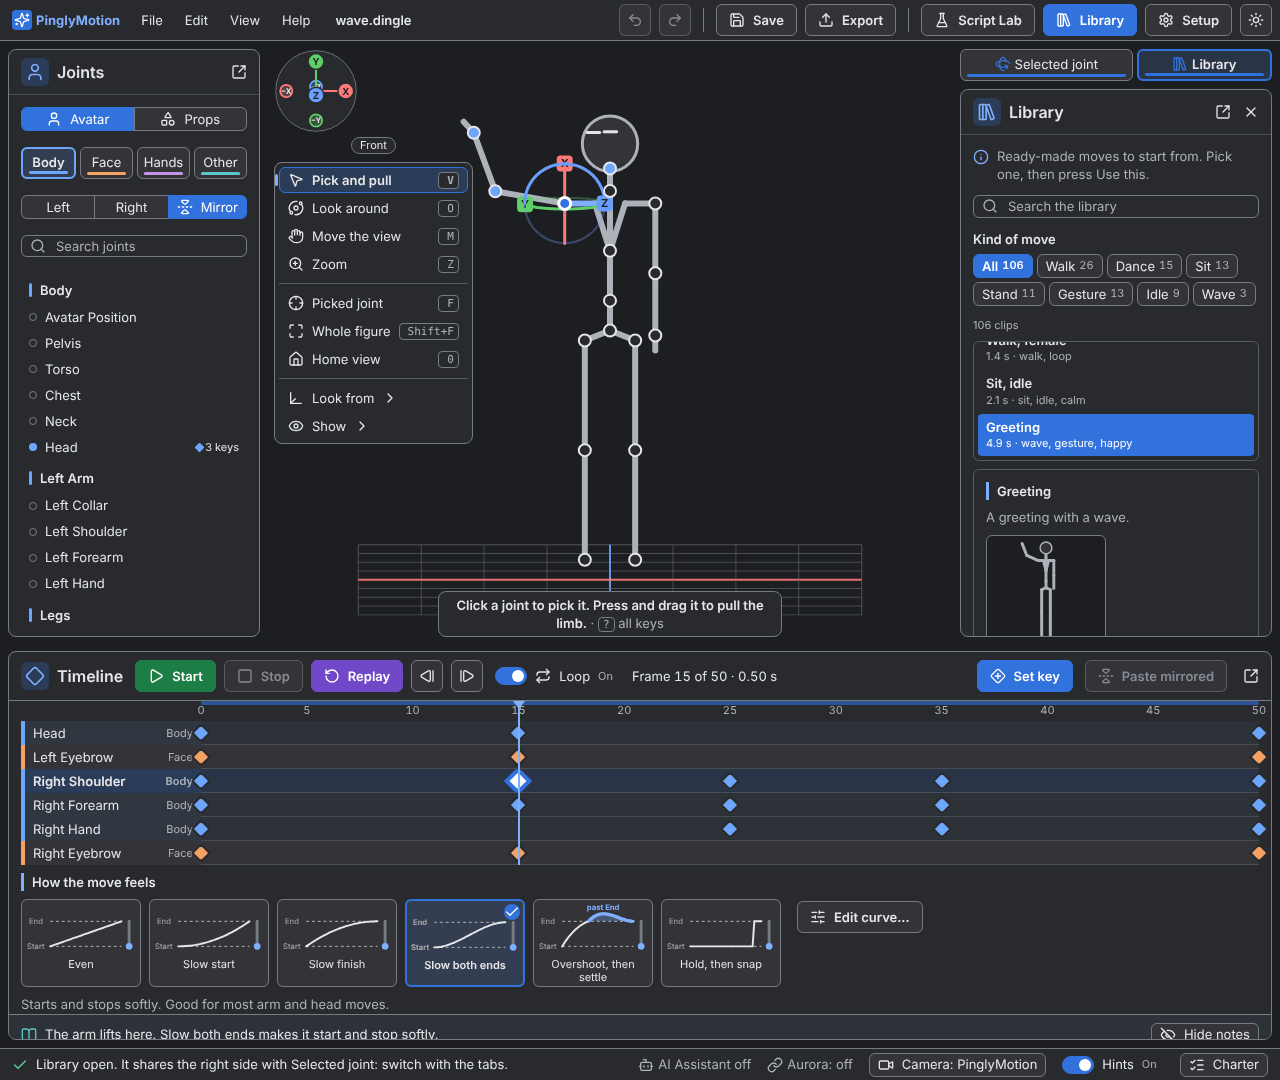 PinglyMotion File Edit View Help wave.dingle Save Export Script Lab Library Setup
Joints
Avatar Props
Body Face Hands Other
Left Right Mirror
Search joints
Body
Avatar Position
Pelvis
Torso
Chest
Neck
Head 3 keys
Left Arm
Left Collar
Left Shoulder
Left Forearm
Left Hand
Legs
Y
-X Z X
-Y
Front
Pick and pull V
Look around O
Move the view M
Zoom Z
Picked joint F
Whole figure Shift+F
Home view 0
Look from
Show
X
Y Z
Click a joint to pick it. Press and drag it to pull the
limb. · ? all keys
Selected joint Library
Library
Ready-made moves to start from. Pick
one, then press Use this.
Search the library
Kind of move
All 106 Walk 26 Dance 15 Sit 13
Stand 11 Gesture 13 Idle 9 Wave 3
106 clips
Walk, female
1.4 s · walk, loop
Sit, idle
2.1 s · sit, idle, calm
Greeting
4.9 s · wave, gesture, happy
Greeting
A greeting with a wave.
Timeline Start Stop Replay Loop On Frame 15 of 50 · 0.50 s Set key Paste mirrored
0 5 10 15 20 25 30 35 40 45 50
Head Body
Left Eyebrow Face
Right Shoulder Body
Right Forearm Body
Right Hand Body
Right Eyebrow Face
How the move feels
End Start Even
End Start Slow start
End Start Slow finish
End Start Slow both ends
past End End Start Overshoot, then
settle
End Start Hold, then snap
Edit curve...
Starts and stops softly. Good for most arm and head moves.
The arm lifts here. Slow both ends makes it start and stop softly. Hide notes
Library open. It shares the right side with Selected joint: switch with the tabs. AI Assistant off Aurora: off Camera: PinglyMotion Hints On Charter